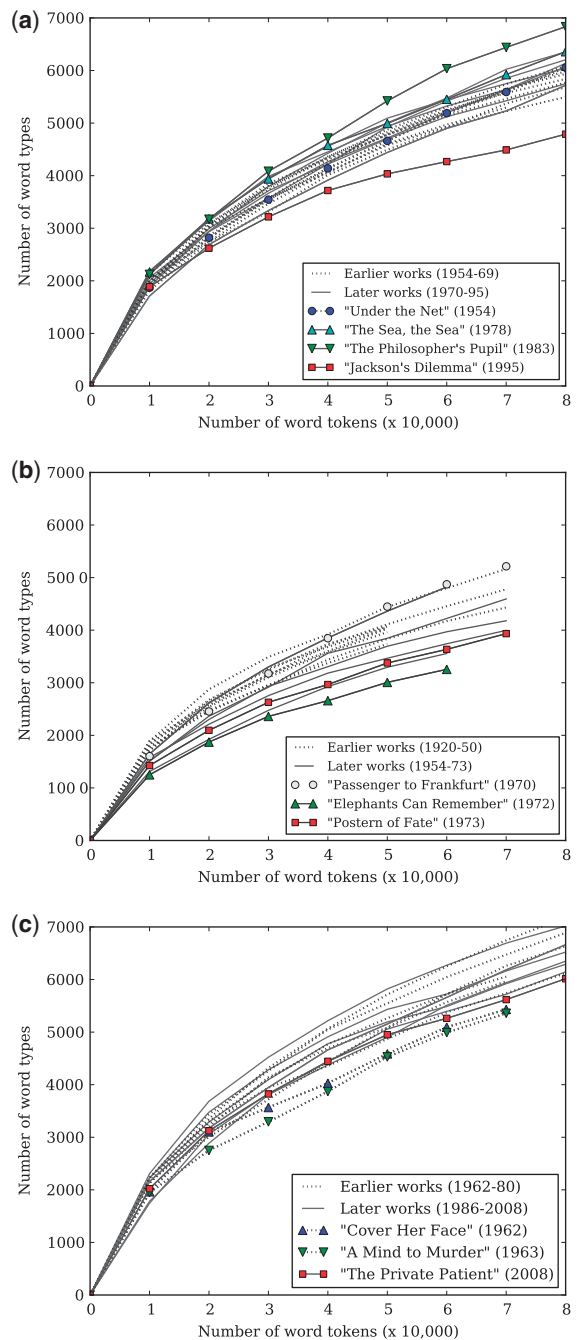 (a)
7000
6000
5000
4000
3000
2000
1000
0
Number of word types
Earlier works (1954-69)
Later works (1970-95)
"Under the Net" (1954)
"The Sea, the Sea" (1978)
"The Philosopher's Pupil" (1983)
"Jackson's Dilemma" (1995)
0 1 2 3 4 5 6 7 8
Number of word tokens (x 10,000)
(b)
7000
6000
500 0
4000
3000
2000
100 0
0
Number of word types
Earlier works (1920-50)
Later works (1954-73)
"Passenger to Frankfurt" (1970)
"Elephants Can Remember" (1972)
"Postern of Fate" (1973)
0 1 2 3 4 5 6 7 8
Number of word tokens (x 10,000)
(c)
7000
6000
5000
4000
3000
2000
1000
0
Number of word types
Earlier works (1962-80)
Later works (1986-2008)
"Cover Her Face" (1962)
"A Mind to Murder" (1963)
"The Private Patient" (2008)
0 1 2 3 4 5 6 7 8
Number of word tokens (x 10,000)